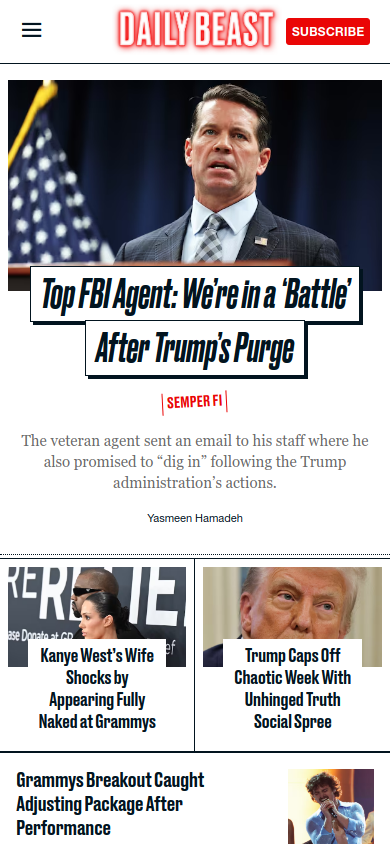 DAILY BEAST
SUBSCRIBE
Top FBI Agent: We’re in a ‘Battle’
After Trump’s Purge
SEMPER FI
The veteran agent sent an email to his staff where he
also promised to “dig in” following the Trump
administration’s actions.
Yasmeen Hamadeh
Kanye West’s Wife
Shocks by
Appearing Fully
Naked at Grammys
Trump Caps Off
Chaotic Week With
Unhinged Truth
Social Spree
Grammys Breakout Caught
Adjusting Package After
Performance